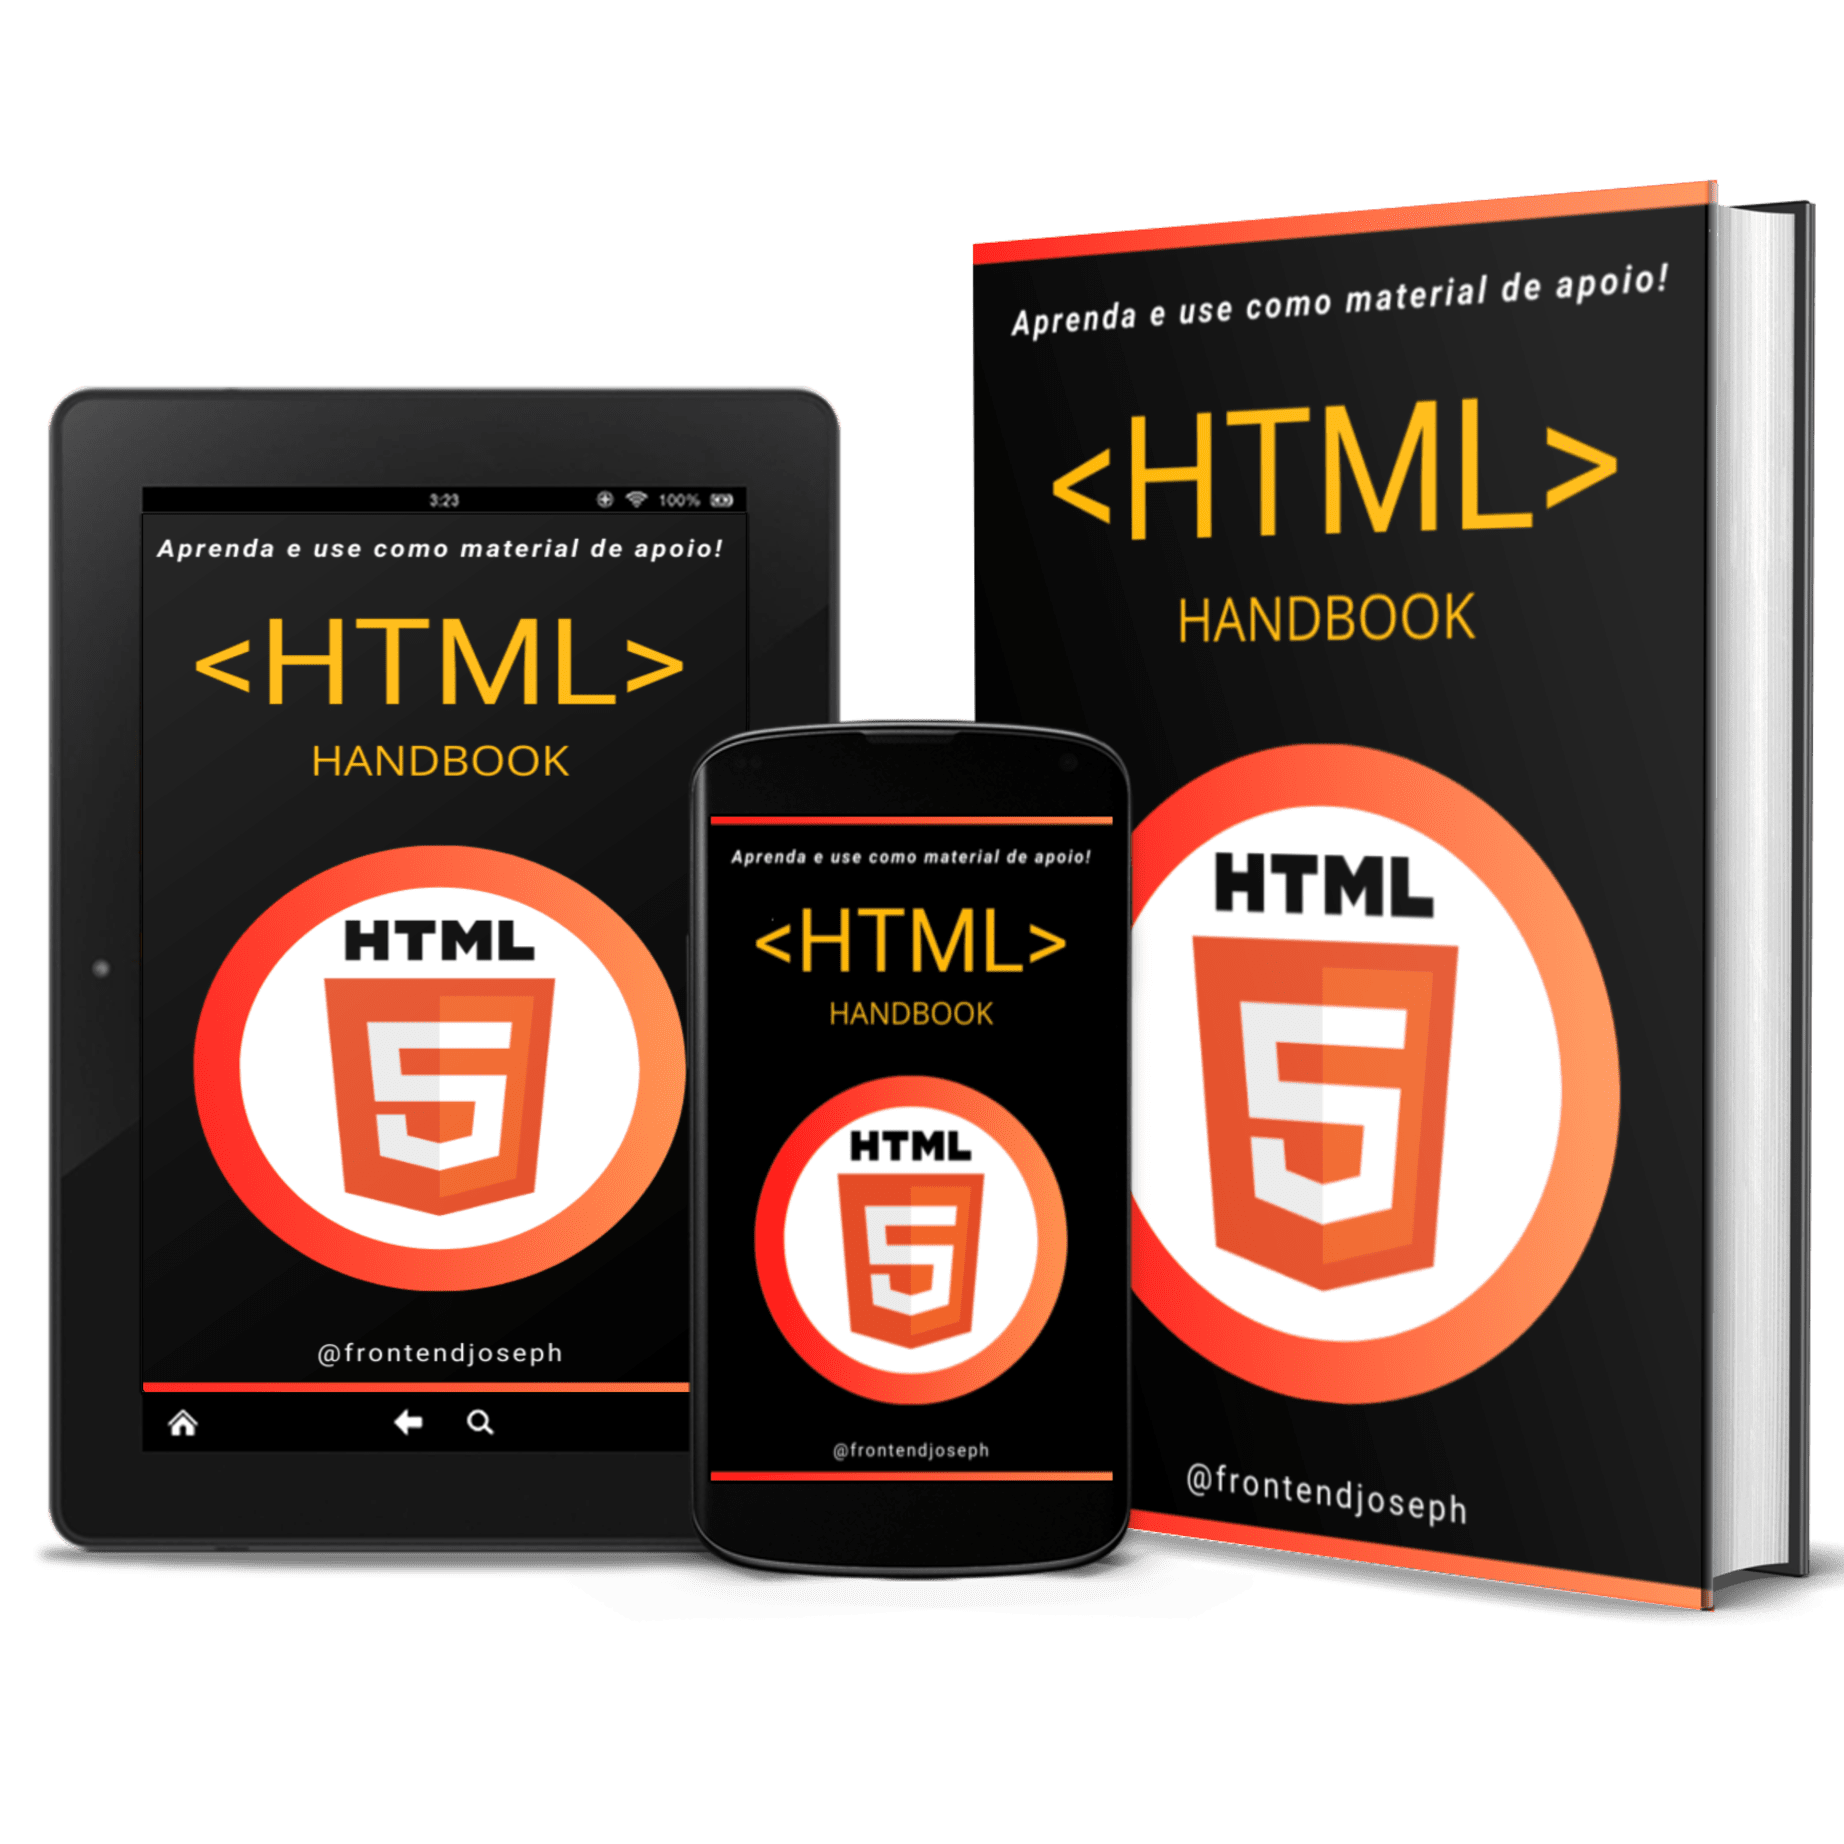 3:23
100%
Aprenda e use como material de apoio!
<HTML>
HANDBOOK
HTML
5
@frontendjoseph
Aprenda e use como material de apoio!
<HTML>
HANDBOOK
HTML
5
@frontendjoseph
Aprenda e use como material de apoio!
<HTML>
HANDBOOK
HTML
5
@frontendjoseph